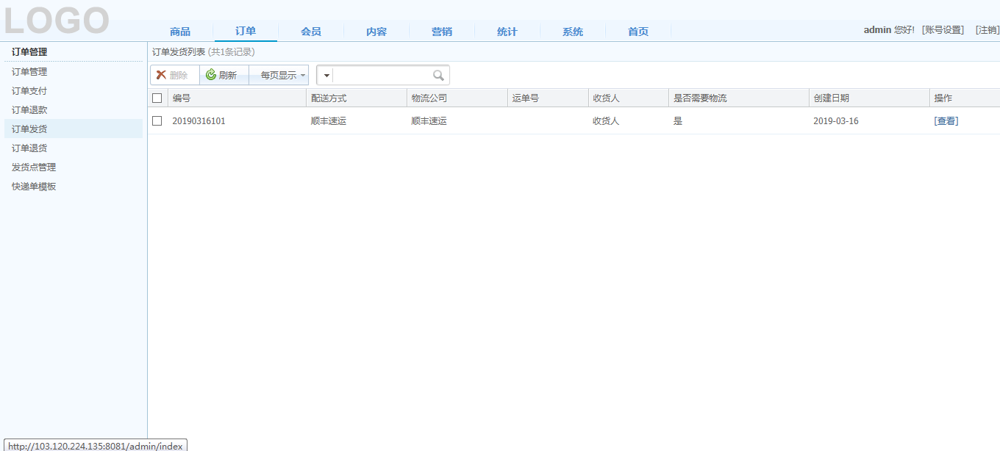 LOGO
商品 订单 会员 内容 营销 统计 系统 首页
admin 您好! [账号设置] [注销]
订单管理
订单管理
订单支付
订单退款
订单发货
订单退货
发货点管理
快递单模板
订单发货列表 (共1条记录)
删除 刷新 每页显示
编号 配送方式 物流公司 运单号 收货人 是否需要物流 创建日期 操作
20190316101 顺丰速运 顺丰速运 收货人 是 2019-03-16 [查看]
http://103.120.224.135:8081/admin/index